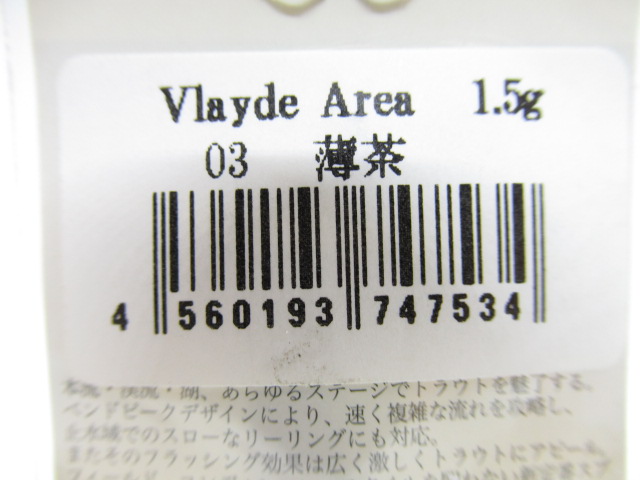 Vlayde Area 1.5g
03 薄茶
4 560193 747534
本流・渓流・湖、あらゆるステージでトラウトを魅了する。
ベンドピークデザインにより、速く複雑な流れを攻略し、
全水域でのスローなリーリングにも対応。
またそのフラッシング効果は広く激しくトラウトにアピール